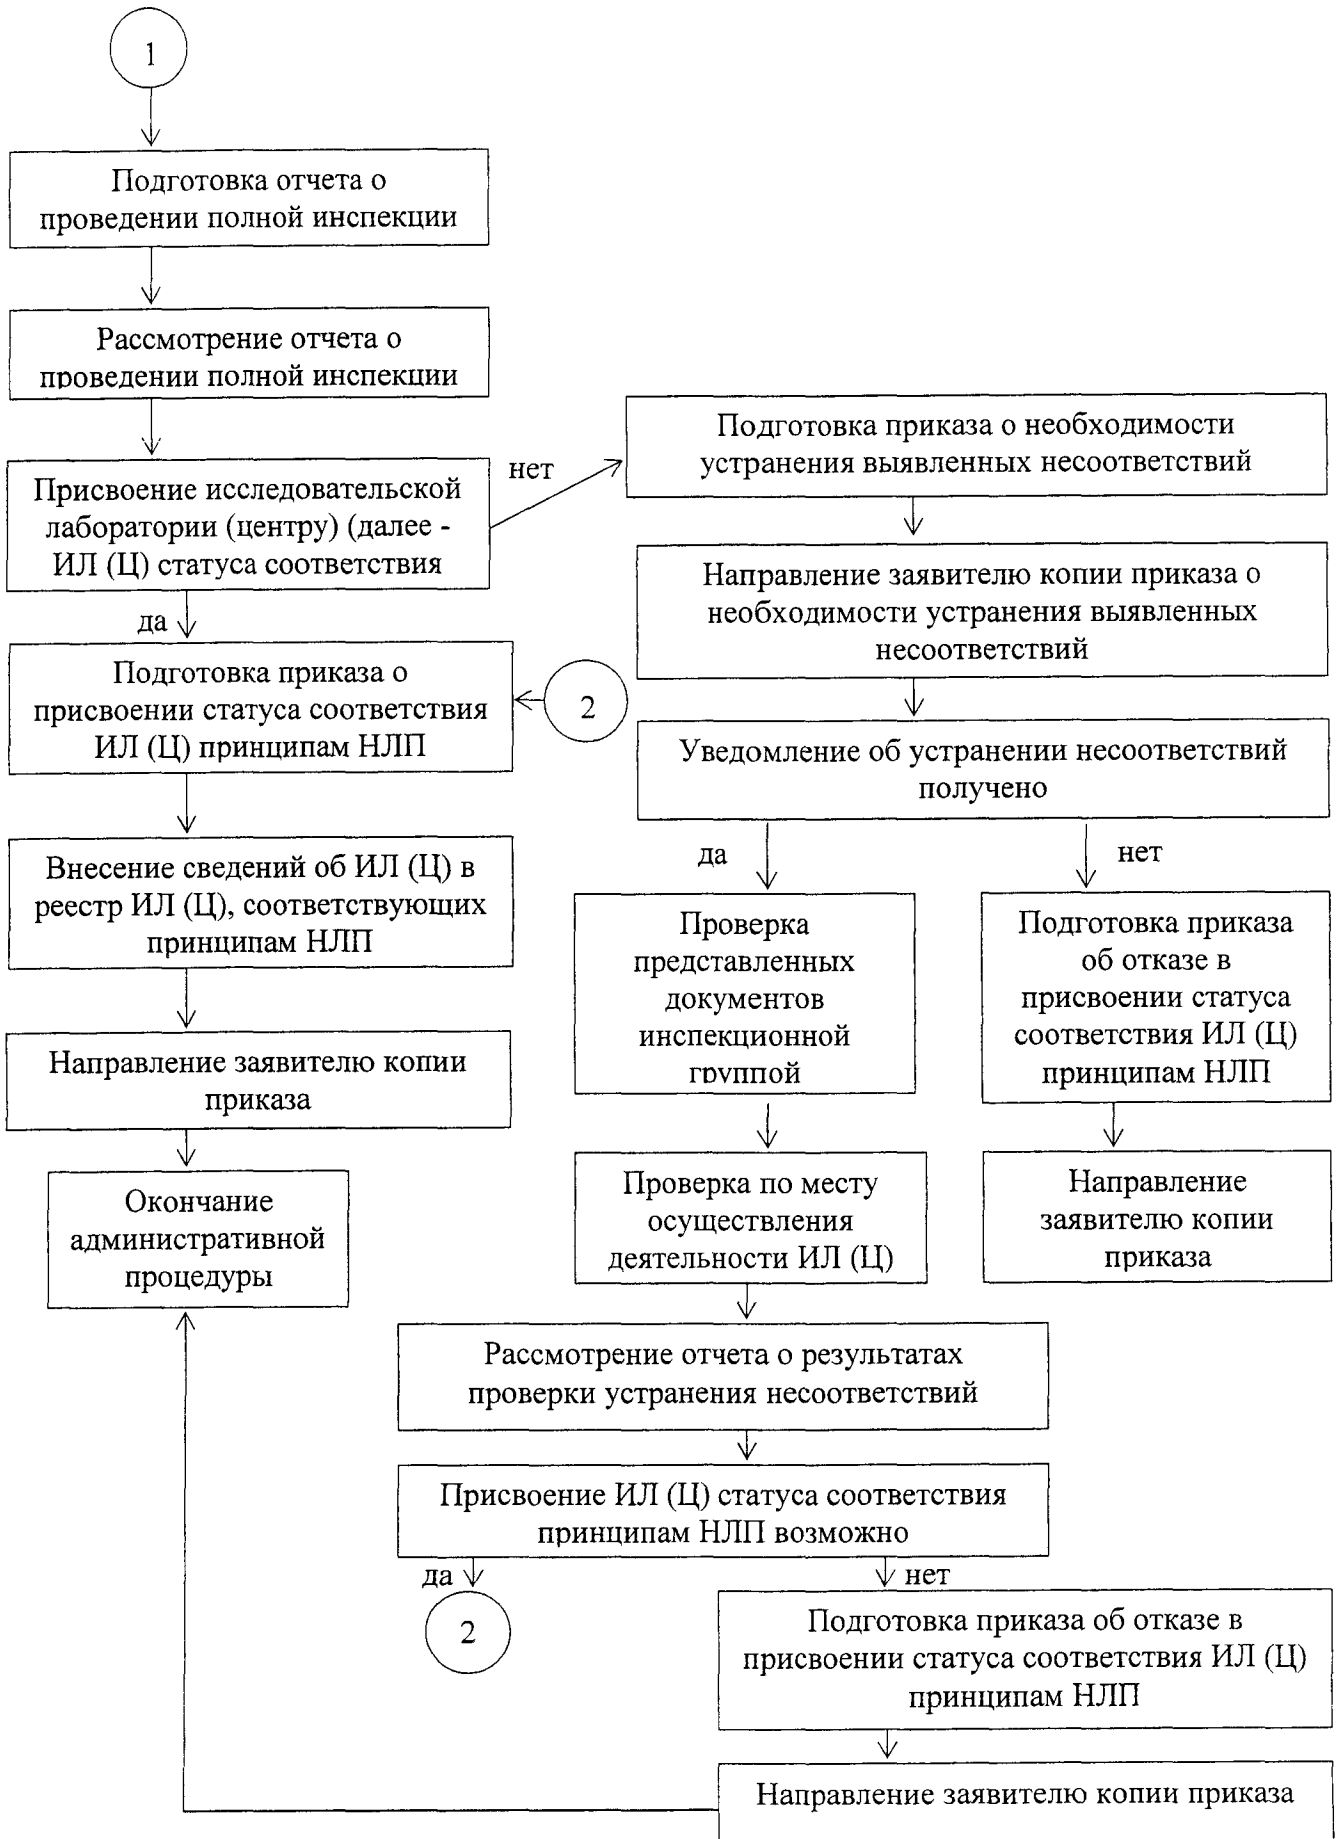 1
Подготовка отчета о
проведении полной инспекции
Рассмотрение отчета о
проведении полной инспекции
Присвоение исследовательской
лаборатории (центру) (далее -
ИЛ (Ц) статуса соответствия
нет
да
Подготовка приказа о
присвоении статуса соответствия
ИЛ (Ц) принципам НЛП
2
Внесение сведений об ИЛ (Ц) в
реестр ИЛ (Ц), соответствующих
принципам НЛП
Направление заявителю копии
приказа
Окончание
административной
процедуры
Подготовка приказа о необходимости
устранения выявленных несоответствий
Направление заявителю копии приказа о
необходимости устранения выявленных
несоответствий
Уведомление об устранении несоответствий
получено
да
нет
Проверка
представленных
документов
инспекционной
группой
Подготовка приказа
об отказе в
присвоении статуса
соответствия ИЛ (Ц)
принципам НЛП
Проверка по месту
осуществления
деятельности ИЛ (Ц)
Направление
заявителю копии
приказа
Рассмотрение отчета о результатах
проверки устранения несоответствий
Присвоение ИЛ (Ц) статуса соответствия
принципам НЛП возможно
да
нет
2
Подготовка приказа об отказе в
присвоении статуса соответствия ИЛ (Ц)
принципам НЛП
Направление заявителю копии приказа